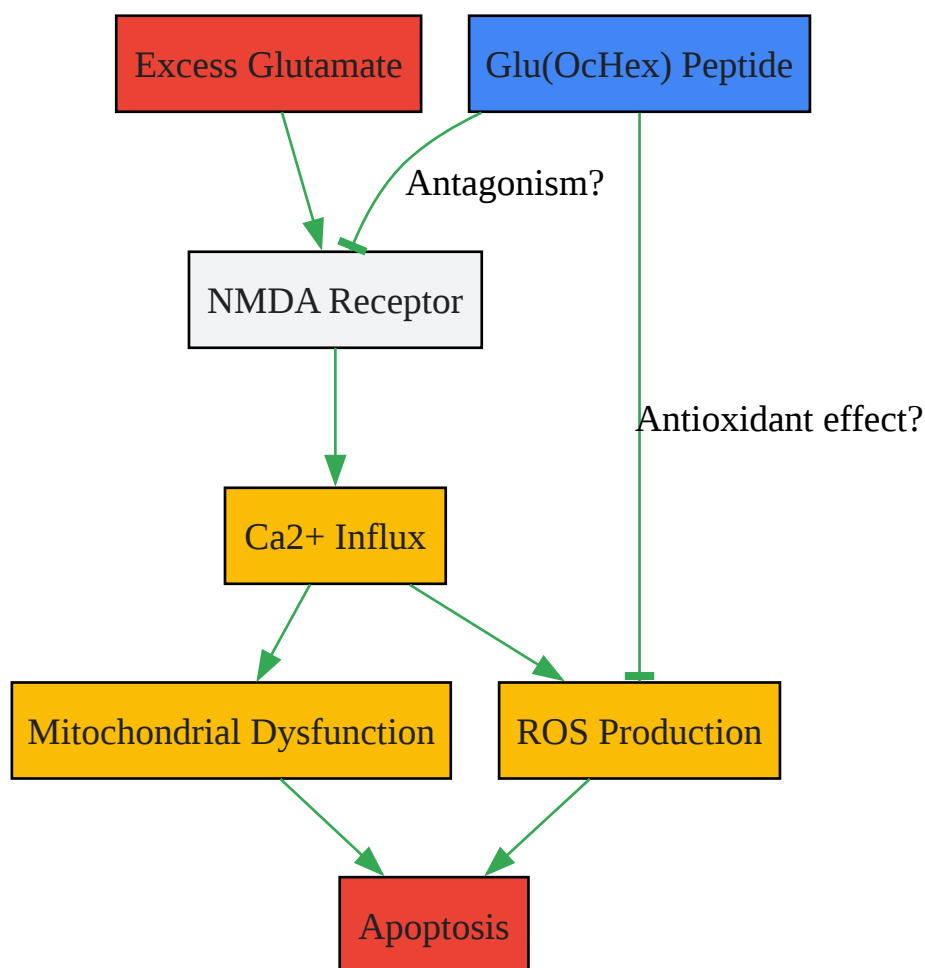 Excess Glutamate
Glu(OcHex) Peptide
Antagonism?
NMDA Receptor
Antioxidant effect?
Ca2+ Influx
Mitochondrial Dysfunction
ROS Production
Apoptosis